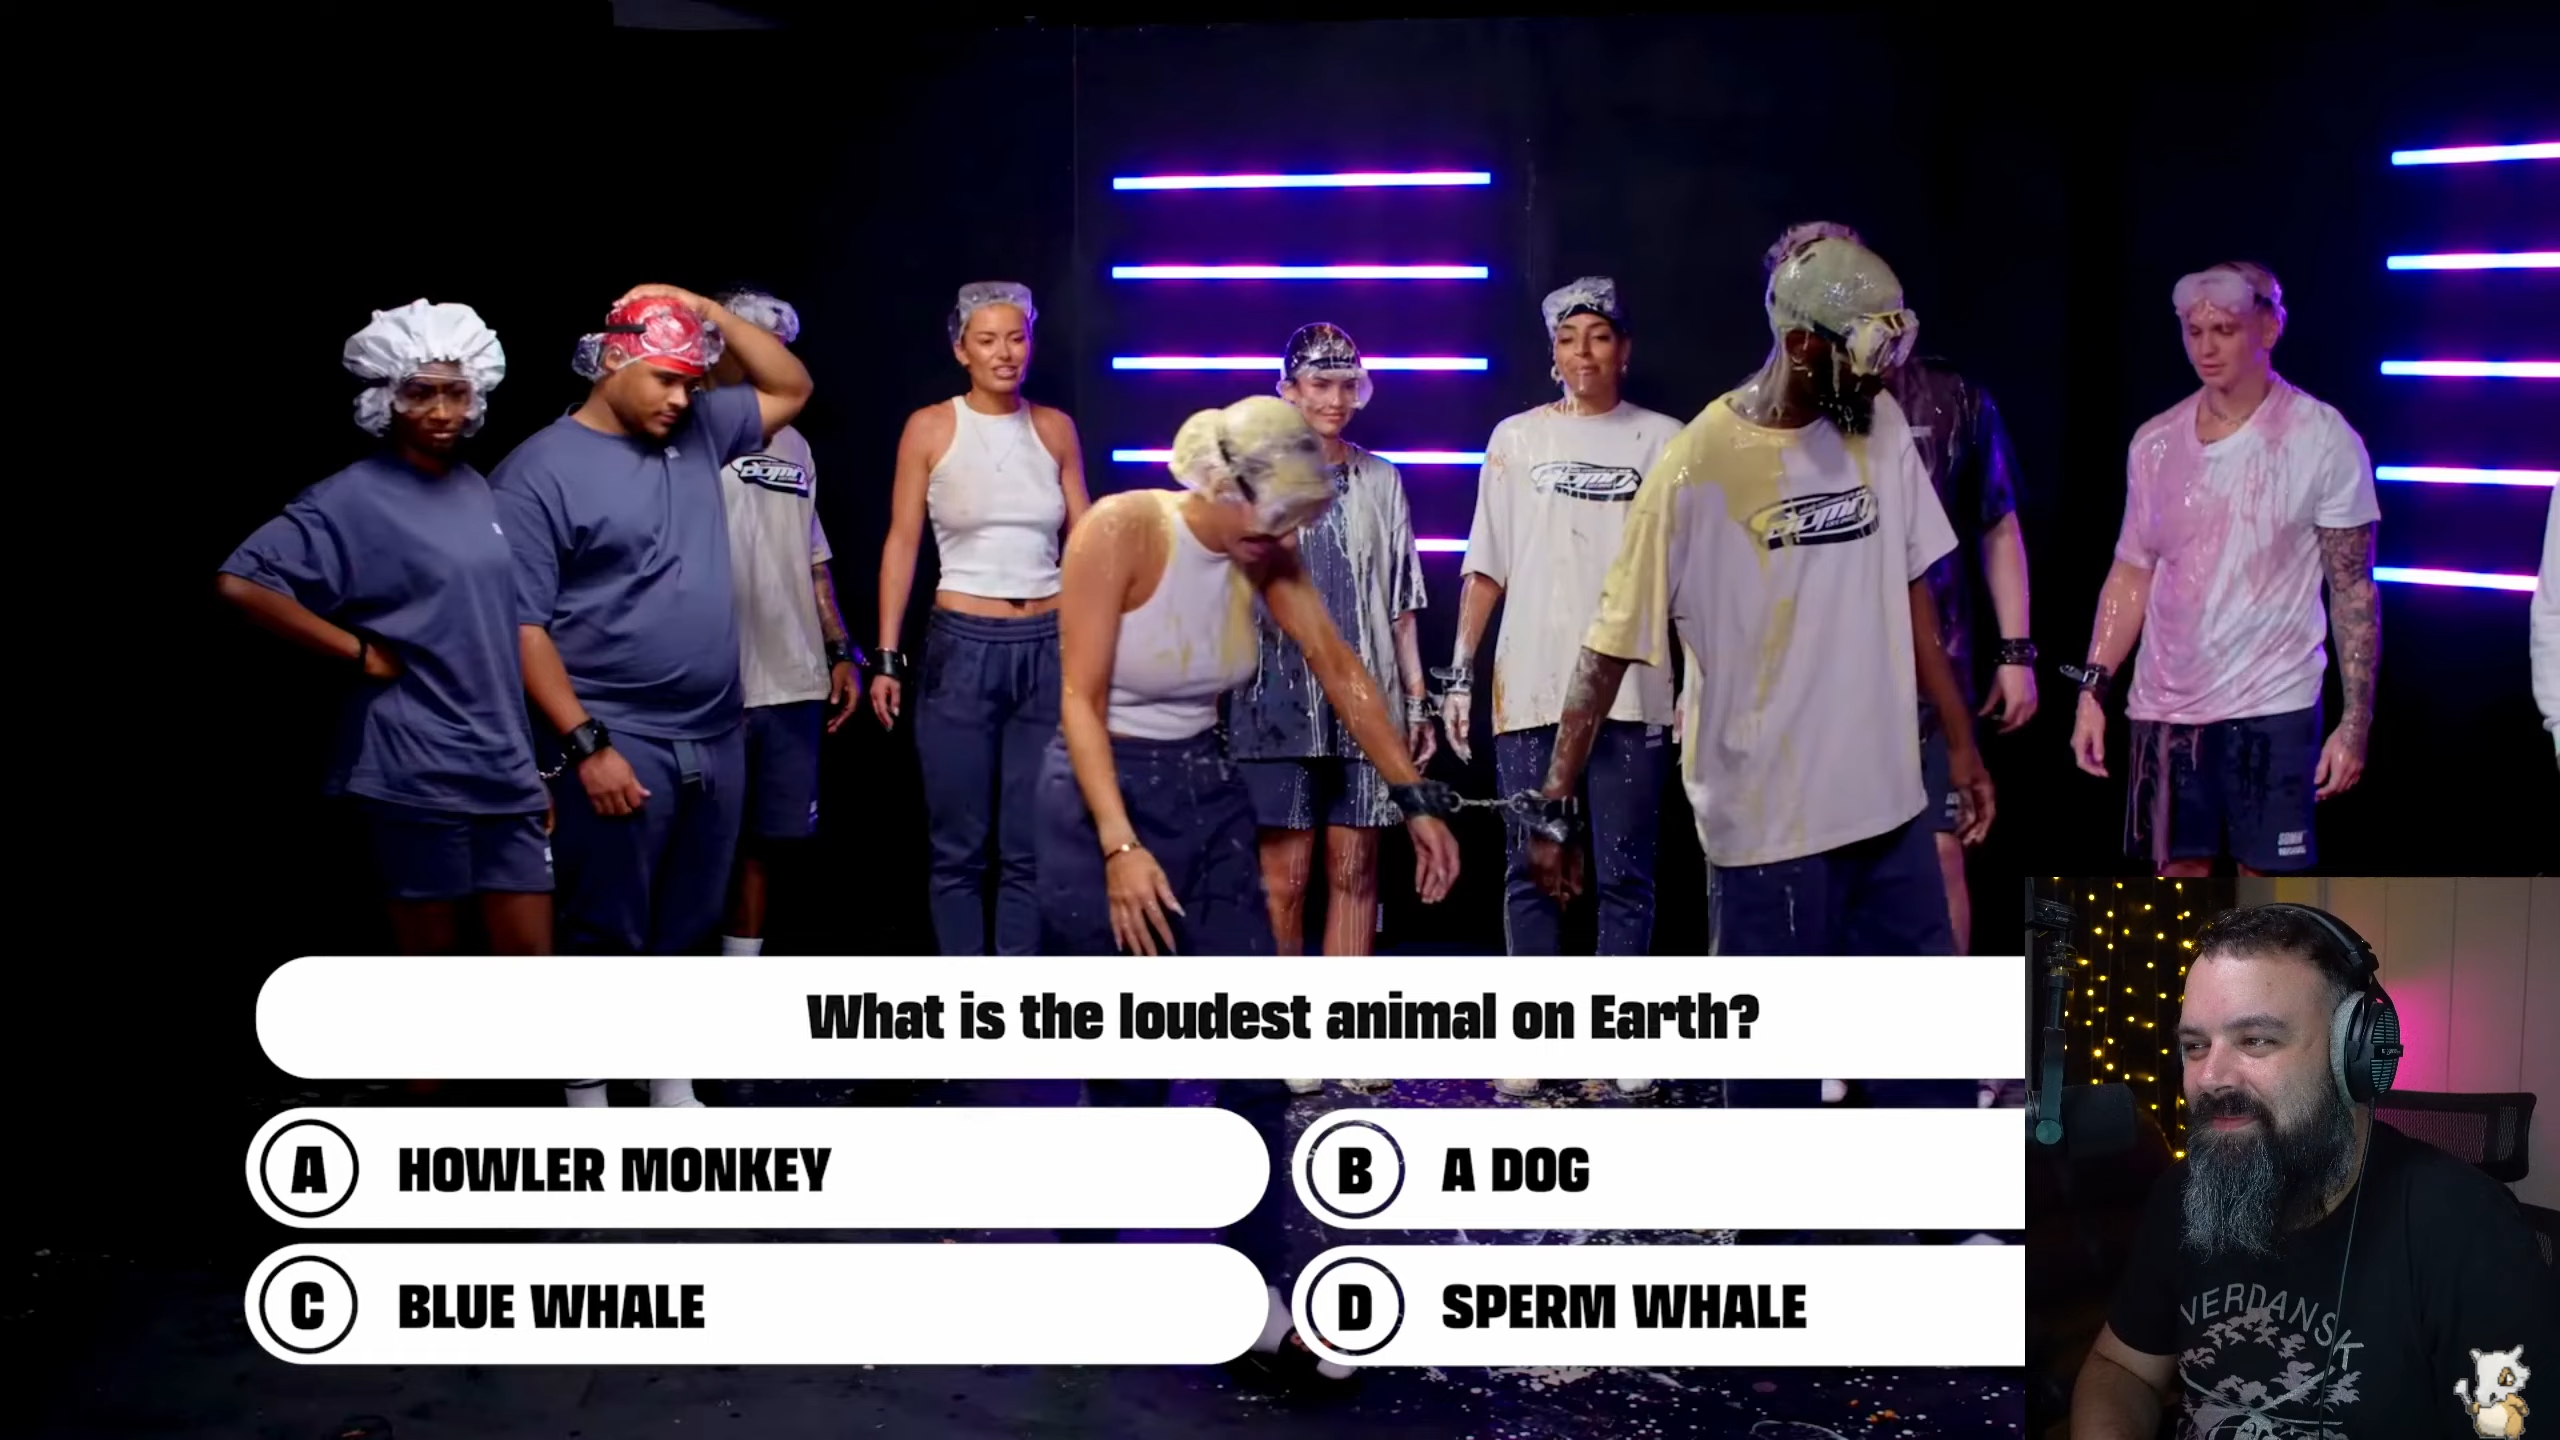 What is the loudest animal on Earth?
A HOWLER MONKEY
B A DOG
C BLUE WHALE
D SPERM WHALE
VERDANSK